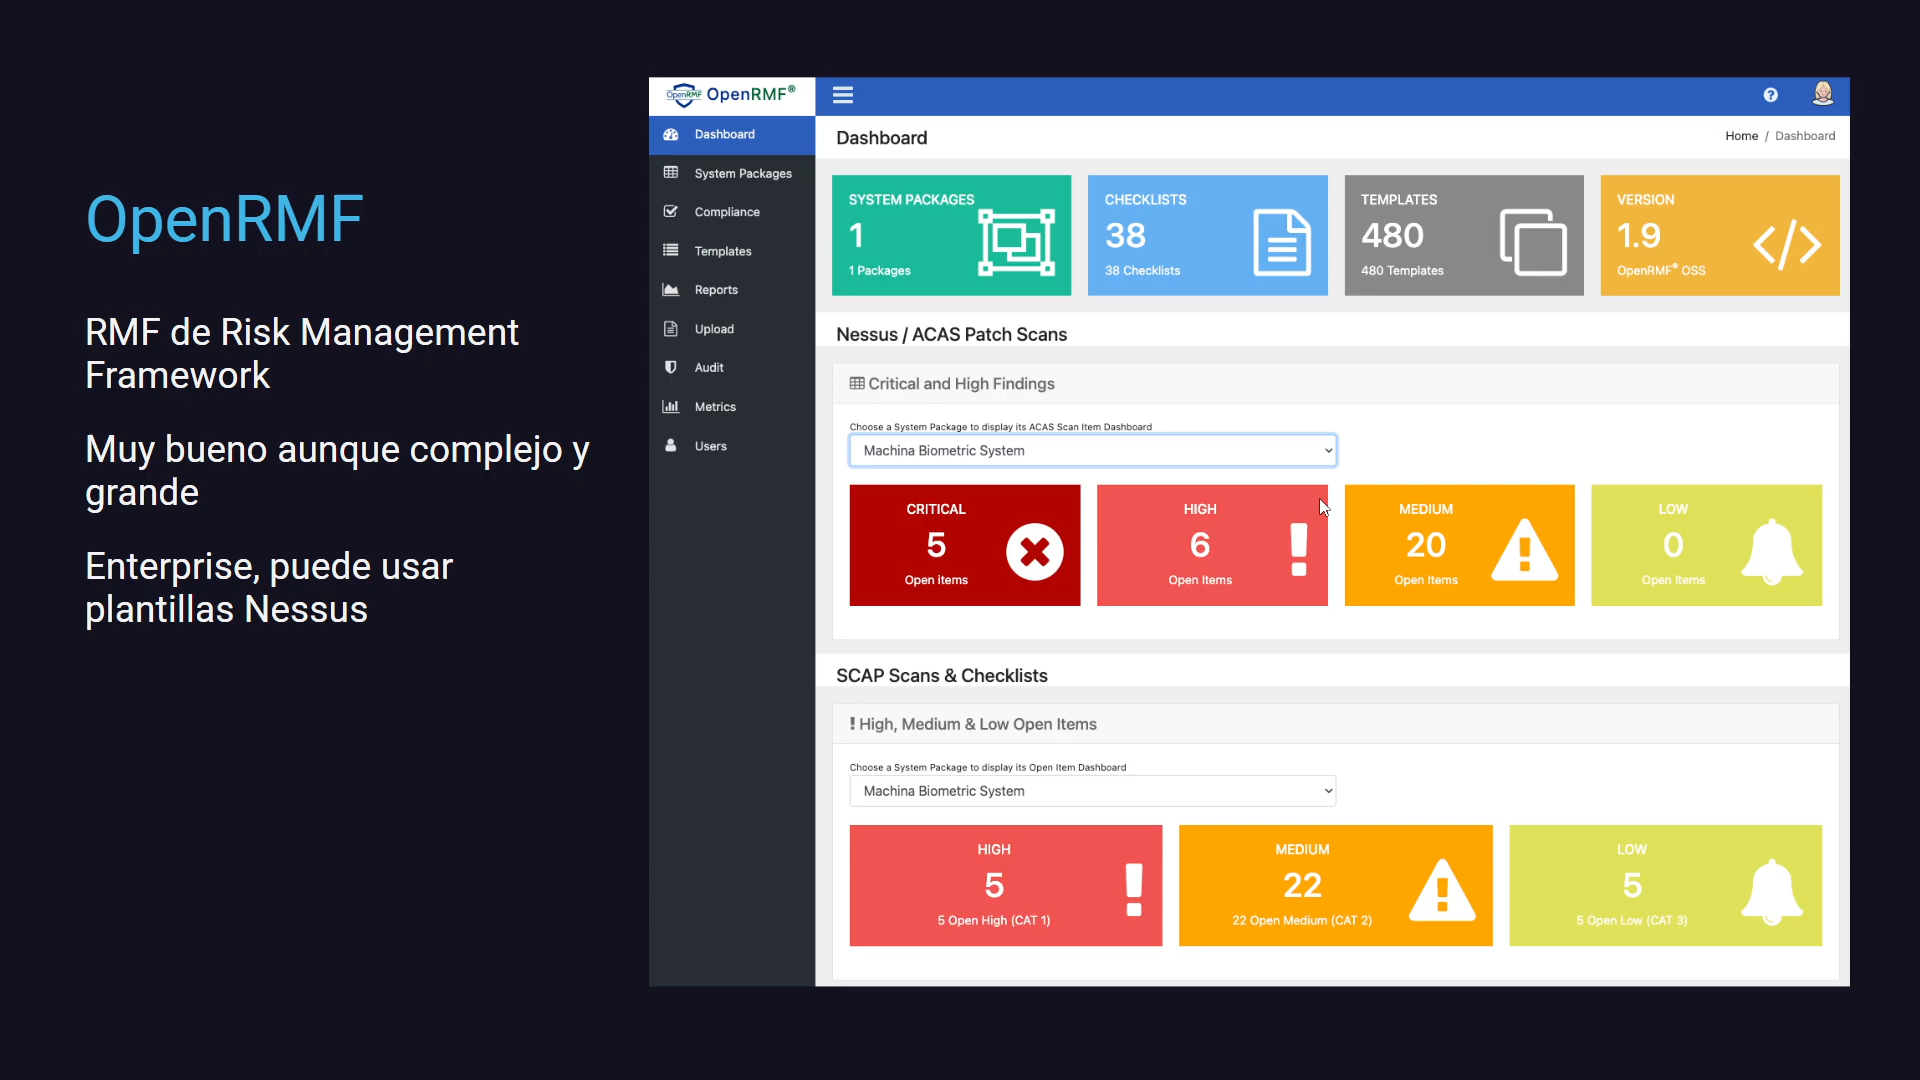 OpenRMF
RMF de Risk Management
Framework
Muy bueno aunque complejo y
grande
Enterprise, puede usar
plantillas Nessus
OpenRMF OpenRMF®
Dashboard
System Packages
Compliance
Templates
Reports
Upload
Audit
Metrics
Users
Dashboard
Home / Dashboard
SYSTEM PACKAGES
1
1 Packages
CHECKLISTS
38
38 Checklists
TEMPLATES
480
480 Templates
VERSION
1.9
OpenRMF® OSS
Nessus / ACAS Patch Scans
Critical and High Findings
Choose a System Package to display its ACAS Scan Item Dashboard
Machina Biometric System
CRITICAL
5
Open items
HIGH
6
Open Items
MEDIUM
20
Open Items
LOW
0
Open Items
SCAP Scans & Checklists
High, Medium & Low Open Items
Choose a System Package to display its Open Item Dashboard
Machina Biometric System
HIGH
5
5 Open High (CAT 1)
MEDIUM
22
22 Open Medium (CAT 2)
LOW
5
5 Open Low (CAT 3)